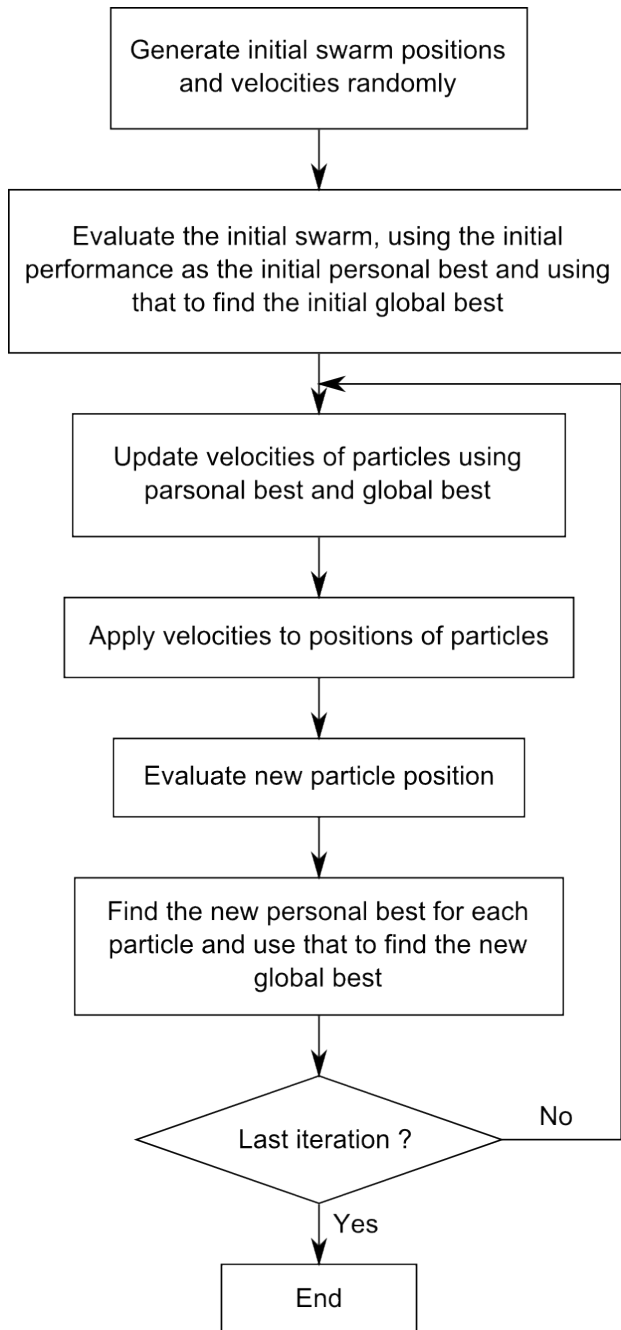 Generate initial swarm positions
and velocities randomly
Evaluate the initial swarm, using the initial
performance as the initial personal best and using
that to find the initial global best
Update velocities of particles using
parsonal best and global best
Apply velocities to positions of particles
Evaluate new particle position
Find the new personal best for each
particle and use that to find the new
global best
Last iteration ?
No
Yes
End